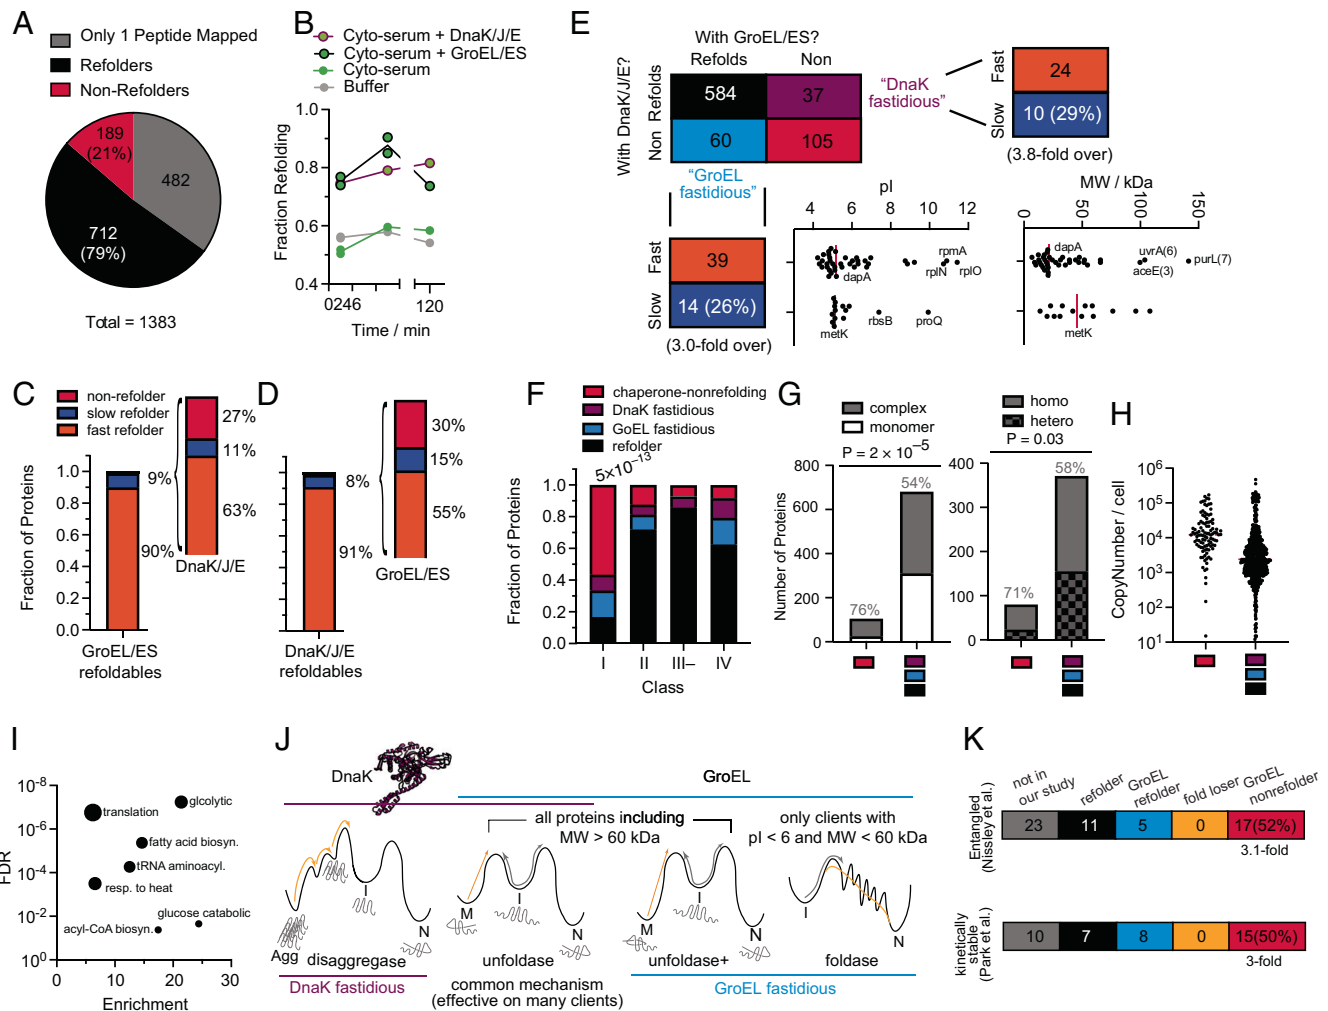 A
Only 1 Peptide Mapped
Refolders
Non-Refolders
189
(21%)
482
712
(79%)
Total = 1383
B
Cyto-serum + DnaK/J/E
Cyto-serum + GroEL/ES
Cyto-serum
Buffer
Fraction Refolding
1.0
0.8
0.6
0.4
0246
120
Time / min
E
With GroEL/ES?
Refolds
Non
With DnaK/J/E?
Refolds
Non
584
37
60
105
"DnaK
fastidious"
Fast
Slow
24
10 (29%)
(3.8-fold over)
"GroEL
fastidious"
Fast
Slow
39
14 (26%)
(3.0-fold over)
pI
4
6
8
10
12
dapA
rpmA
rplN
rplO
metK
rbsB
proQ
MW / kDa
0
50
100
150
dapA
uvrA(6)
aceE(3)
purL(7)
metK
C
non-refolder
slow refolder
fast refolder
Fraction of Proteins
1.0
0.8
0.6
0.4
0.2
0.0
9%
90%
27%
11%
63%
DnaK/J/E
GroEL/ES
refoldables
D
8%
91%
30%
15%
55%
GroEL/ES
DnaK/J/E
refoldables
F
chaperone-nonrefolding
DnaK fastidious
GoEL fastidious
refolder
5×10⁻¹³
Fraction of Proteins
1.0
0.8
0.6
0.4
0.2
0.0
I
II
III–
IV
Class
G
complex
monomer
P = 2 × 10⁻⁵
Number of Proteins
800
600
400
200
0
76%
54%
homo
hetero
P = 0.03
400
300
200
100
0
71%
58%
H
CopyNumber / cell
10⁶
10⁵
10⁴
10³
10²
10¹
I
FDR
10⁻⁸
10⁻⁶
10⁻⁴
10⁻²
10⁰
translation
glcolytic
fatty acid biosyn.
tRNA aminoacyl.
resp. to heat
glucose catabolic
acyl-CoA biosyn.
0
10
20
30
Enrichment
J
DnaK
GroEL
all proteins including
MW > 60 kDa
only clients with
pI < 6 and MW < 60 kDa
Agg
I
N
M
I
N
M
I
N
I
N
disaggregase
unfoldase
unfoldase+
foldase
DnaK fastidious
common mechanism
(effective on many clients)
GroEL fastidious
K
not in
our study
refolder
GroEL
refolder
fold loser
GroEL
nonrefolder
Entangled
(Nissley et al.)
23
11
5
0
17(52%)
3.1-fold
kinetically
stable
(Park et al.)
10
7
8
0
15(50%)
3-fold